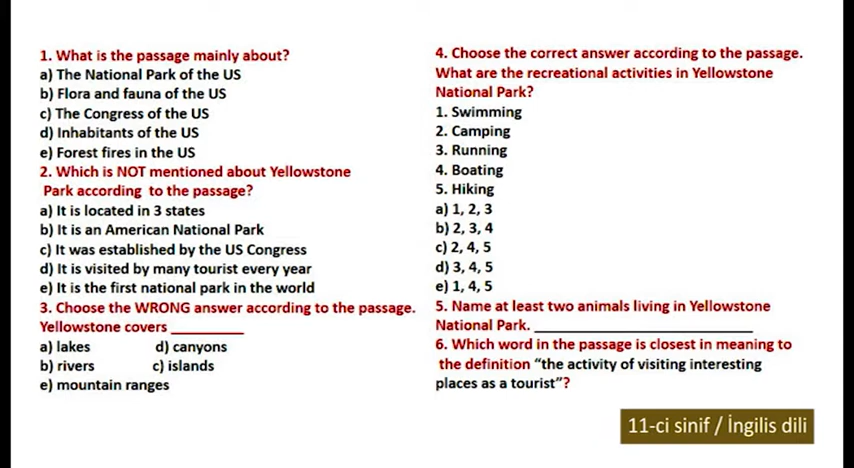 1. What is the passage mainly about?
a) The National Park of the US
b) Flora and fauna of the US
c) The Congress of the US
d) Inhabitants of the US
e) Forest fires in the US
2. Which is NOT mentioned about Yellowstone
Park according to the passage?
a) It is located in 3 states
b) It is an American National Park
c) It was established by the US Congress
d) It is visited by many tourist every year
e) It is the first national park in the world
3. Choose the WRONG answer according to the passage.
Yellowstone covers __________
a) lakes d) canyons
b) rivers c) islands
e) mountain ranges
4. Choose the correct answer according to the passage.
What are the recreational activities in Yellowstone
National Park?
1. Swimming
2. Camping
3. Running
4. Boating
5. Hiking
a) 1, 2, 3
b) 2, 3, 4
c) 2, 4, 5
d) 3, 4, 5
e) 1, 4, 5
5. Name at least two animals living in Yellowstone
National Park. ______________________________
6. Which word in the passage is closest in meaning to
the definition “the activity of visiting interesting
places as a tourist”?
11-ci sinif / İngilis dili